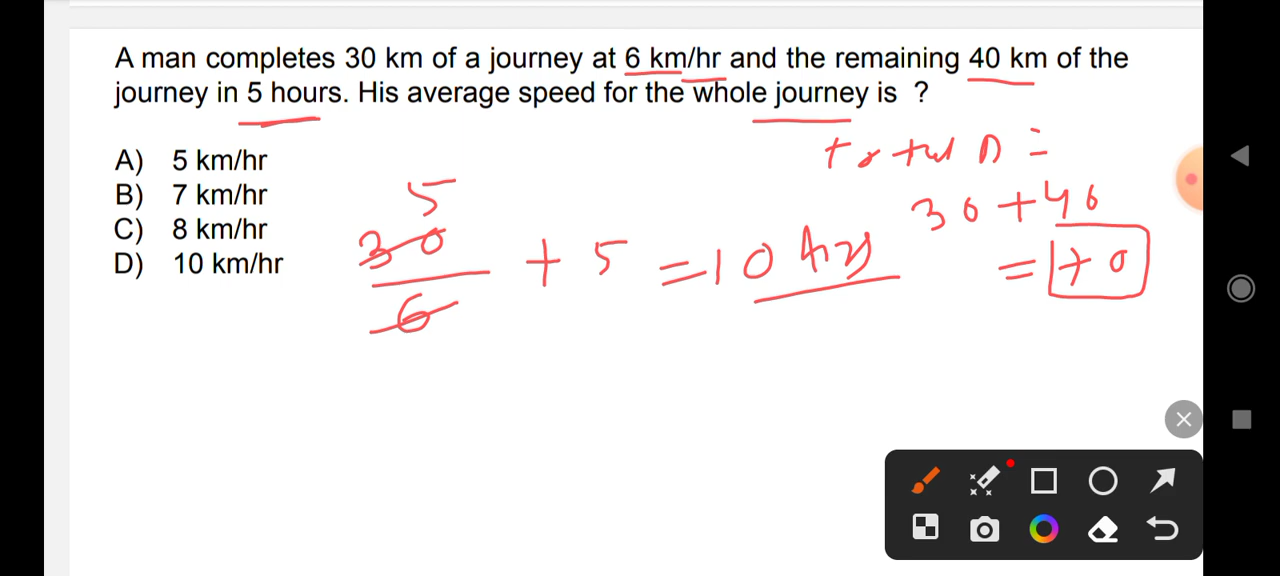 A man completes 30 km of a journey at 6 km/hr and the remaining 40 km of the
journey in 5 hours. His average speed for the whole journey is ?
A) 5 km/hr
B) 7 km/hr
C) 8 km/hr
D) 10 km/hr
total D =
30 + 40
= 70
5
30
6
+ 5 = 10 hrs